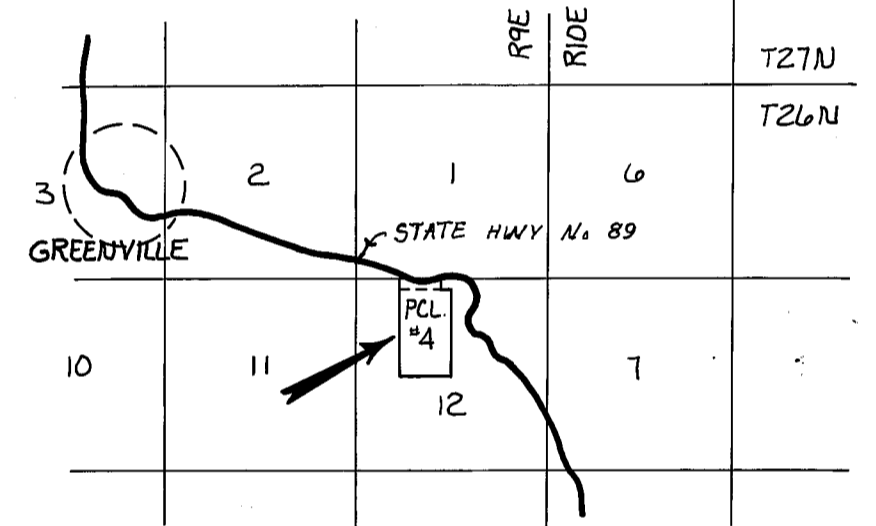 R9E
R10E
T27N
T26N
3
2
1
6
STATE HWY No 89
GREENVILLE
PCL.
#4
10
11
7
12